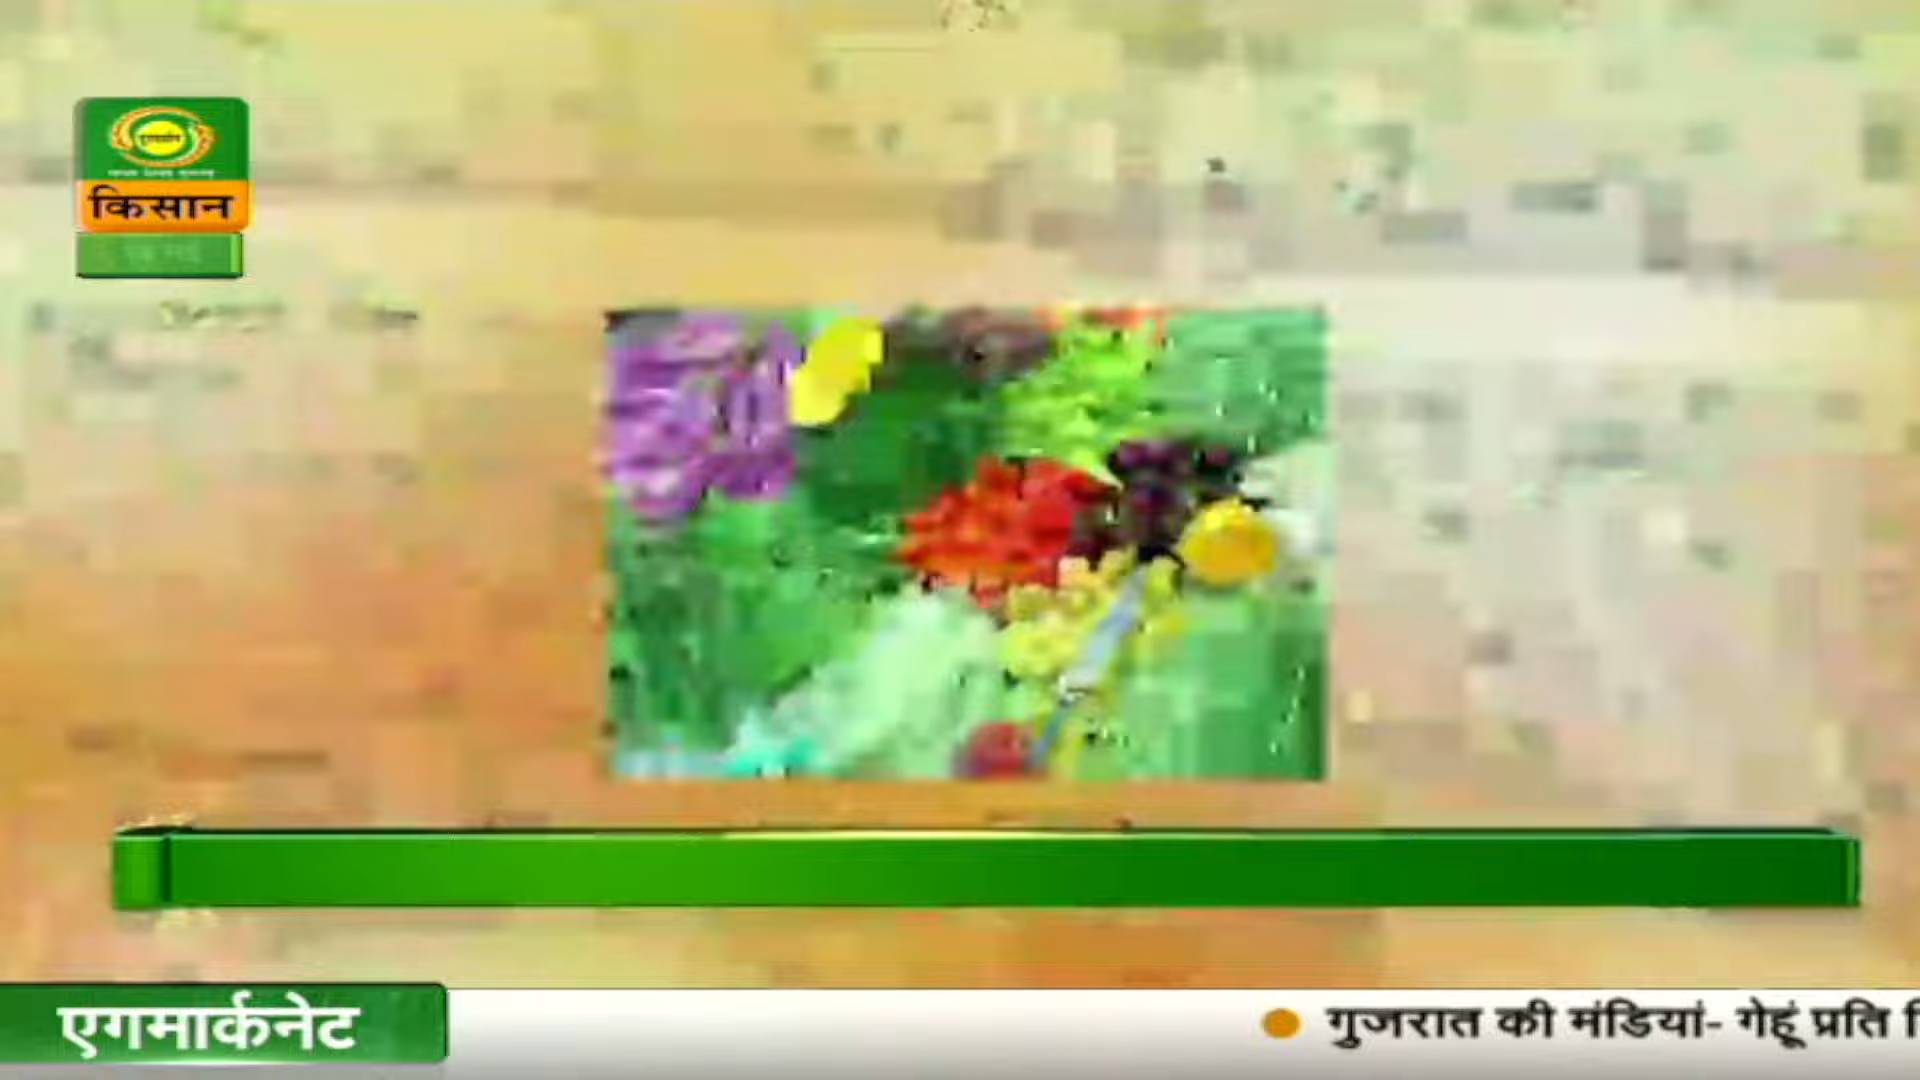 किसान
एगमार्कनेट
गुजरात की मंडियां- गेहूं प्रति